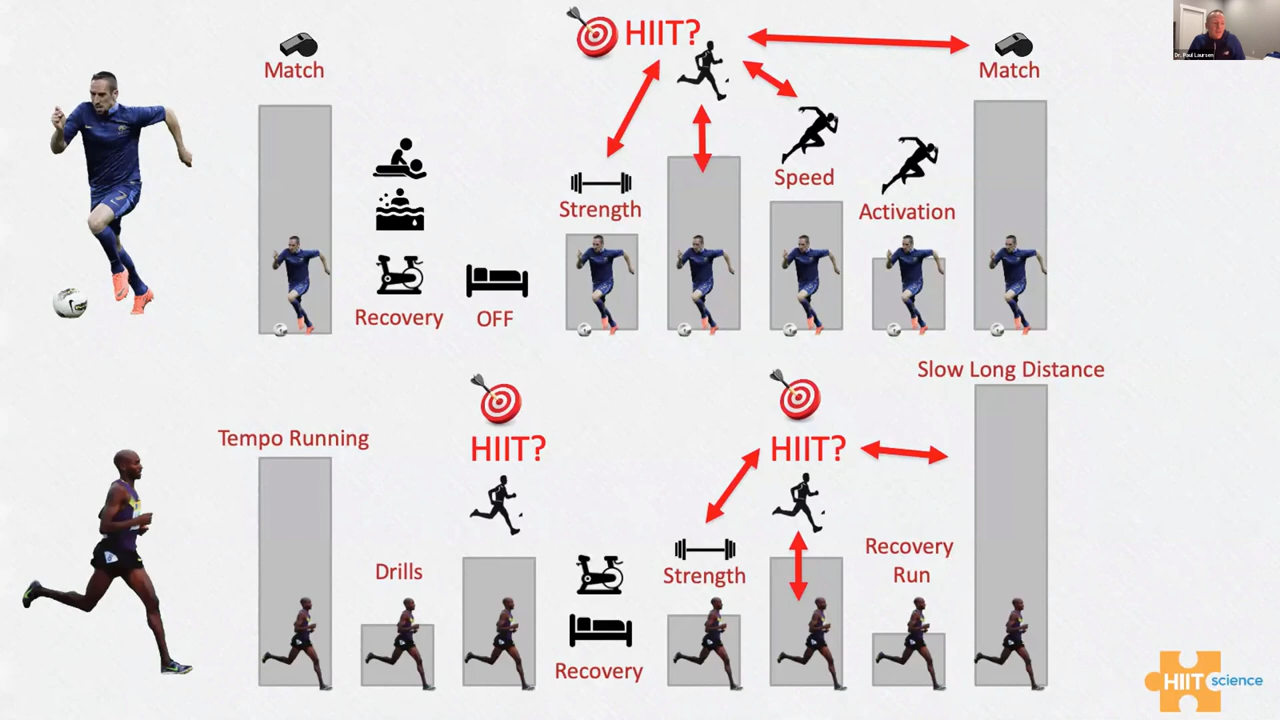 HIIT?
Match
Match
Dr. Paul Laursen
Strength
Speed
Activation
Recovery
OFF
Slow Long Distance
Tempo Running
HIIT?
HIIT?
Drills
Strength
Recovery
Run
Recovery
HIIT science